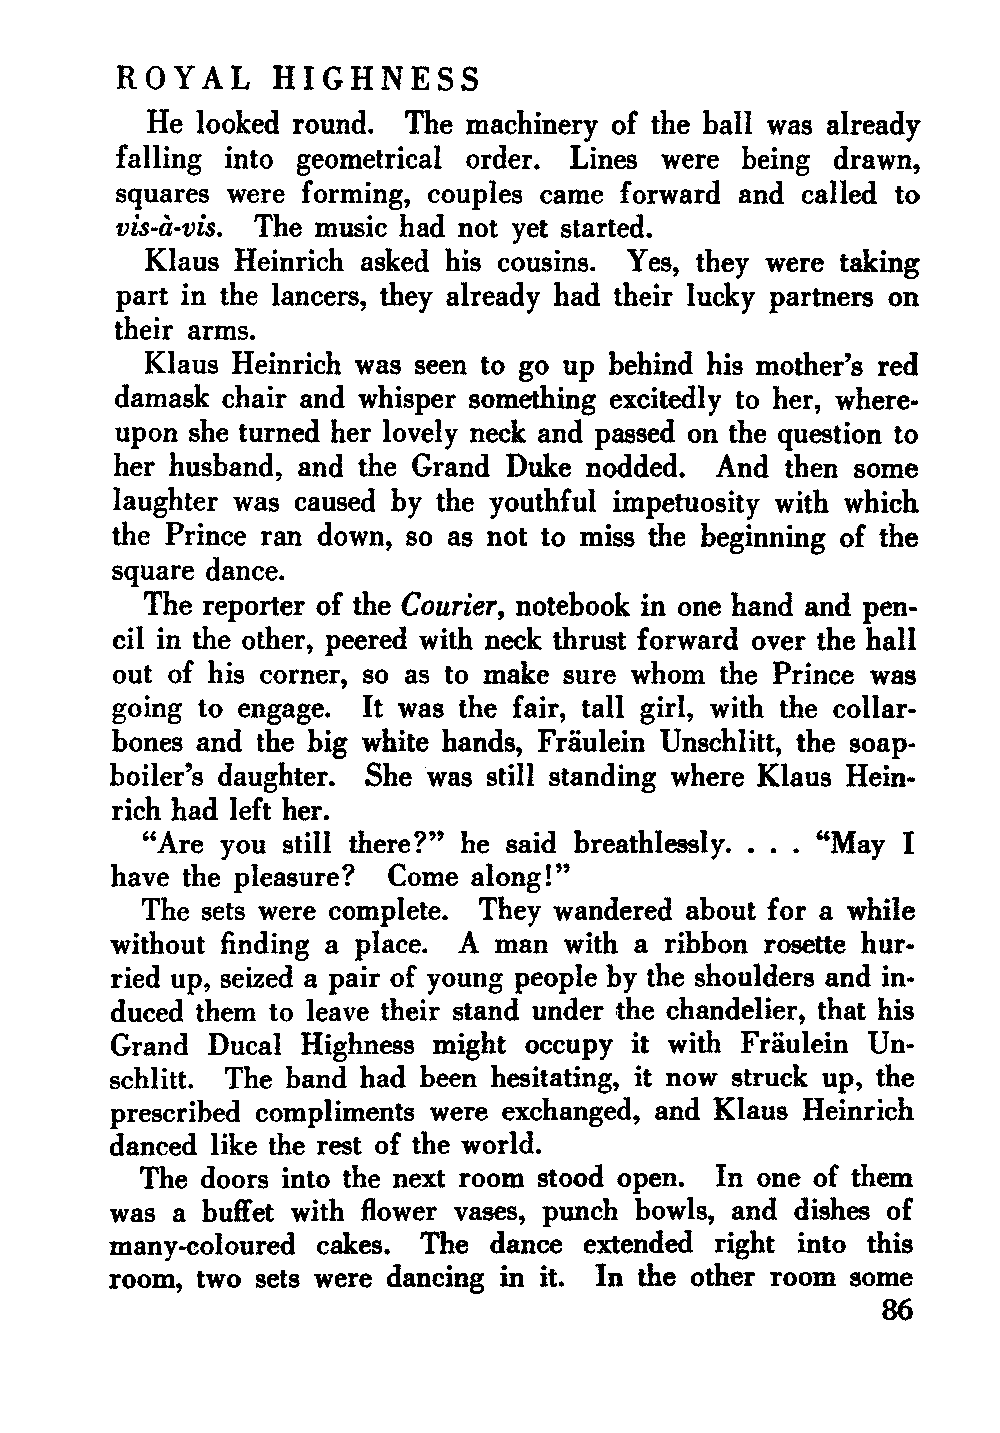 ROYAL HIGHNESS
He looked round. The machinery of the ball was already
falling into geometrical order. Lines were being drawn,
squares were forming, couples came forward and called to
vis-à-vis. The music had not yet started.
Klaus Heinrich asked his cousins. Yes, they were taking
part in the lancers, they already had their lucky partners on
their arms.
Klaus Heinrich was seen to go up behind his mother's red
damask chair and whisper something excitedly to her, where-
upon she turned her lovely neck and passed on the question to
her husband, and the Grand Duke nodded. And then some
laughter was caused by the youthful impetuosity with which
the Prince ran down, so as not to miss the beginning of the
square dance.
The reporter of the Courier, notebook in one hand and pen-
cil in the other, peered with neck thrust forward over the hall
out of his corner, so as to make sure whom the Prince was
going to engage. It was the fair, tall girl, with the collar-
bones and the big white hands, Fräulein Unschlitt, the soap-
boiler's daughter. She was still standing where Klaus Hein-
rich had left her.
"Are you still there?" he said breathlessly. . . . "May I
have the pleasure? Come along!"
The sets were complete. They wandered about for a while
without finding a place. A man with a ribbon rosette hur-
ried up, seized a pair of young people by the shoulders and in-
duced them to leave their stand under the chandelier, that his
Grand Ducal Highness might occupy it with Fräulein Un-
schlitt. The band had been hesitating, it now struck up, the
prescribed compliments were exchanged, and Klaus Heinrich
danced like the rest of the world.
The doors into the next room stood open. In one of them
was a buffet with flower vases, punch bowls, and dishes of
many-coloured cakes. The dance extended right into this
room, two sets were dancing in it. In the other room some
86